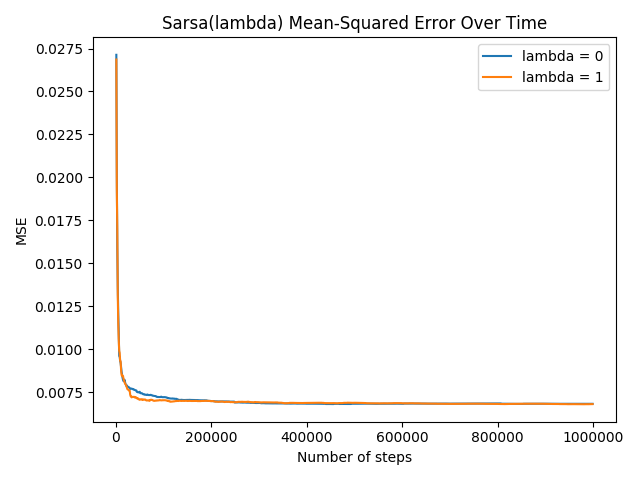 Sarsa(lambda) Mean-Squared Error Over Time
lambda = 0
lambda = 1
MSE
0.0275
0.0250
0.0225
0.0200
0.0175
0.0150
0.0125
0.0100
0.0075
0 200000 400000 600000 800000 1000000
Number of steps